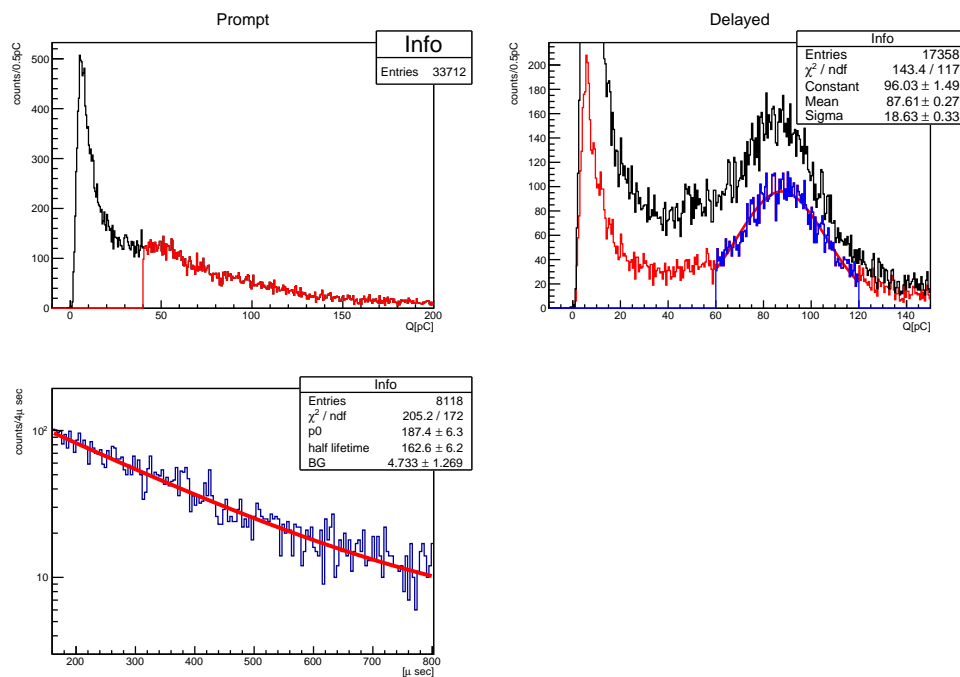 Prompt
counts/0.5pC
Info
Entries 33712
500
400
300
200
100
0
50 100 150 200
Q[pC]
Delayed
counts/0.5pC
Info
Entries 17358
χ² / ndf 143.4 / 117
Constant 96.03 ± 1.49
Mean 87.61 ± 0.27
Sigma 18.63 ± 0.33
200
180
160
140
120
100
80
60
40
20
0
0 20 40 60 80 100 120 140
Q[pC]
counts/4μ sec
Info
Entries 8118
χ² / ndf 205.2 / 172
p0 187.4 ± 6.3
half lifetime 162.6 ± 6.2
BG 4.733 ± 1.269
10²
10
200 300 400 500 600 700 800
[μ sec]